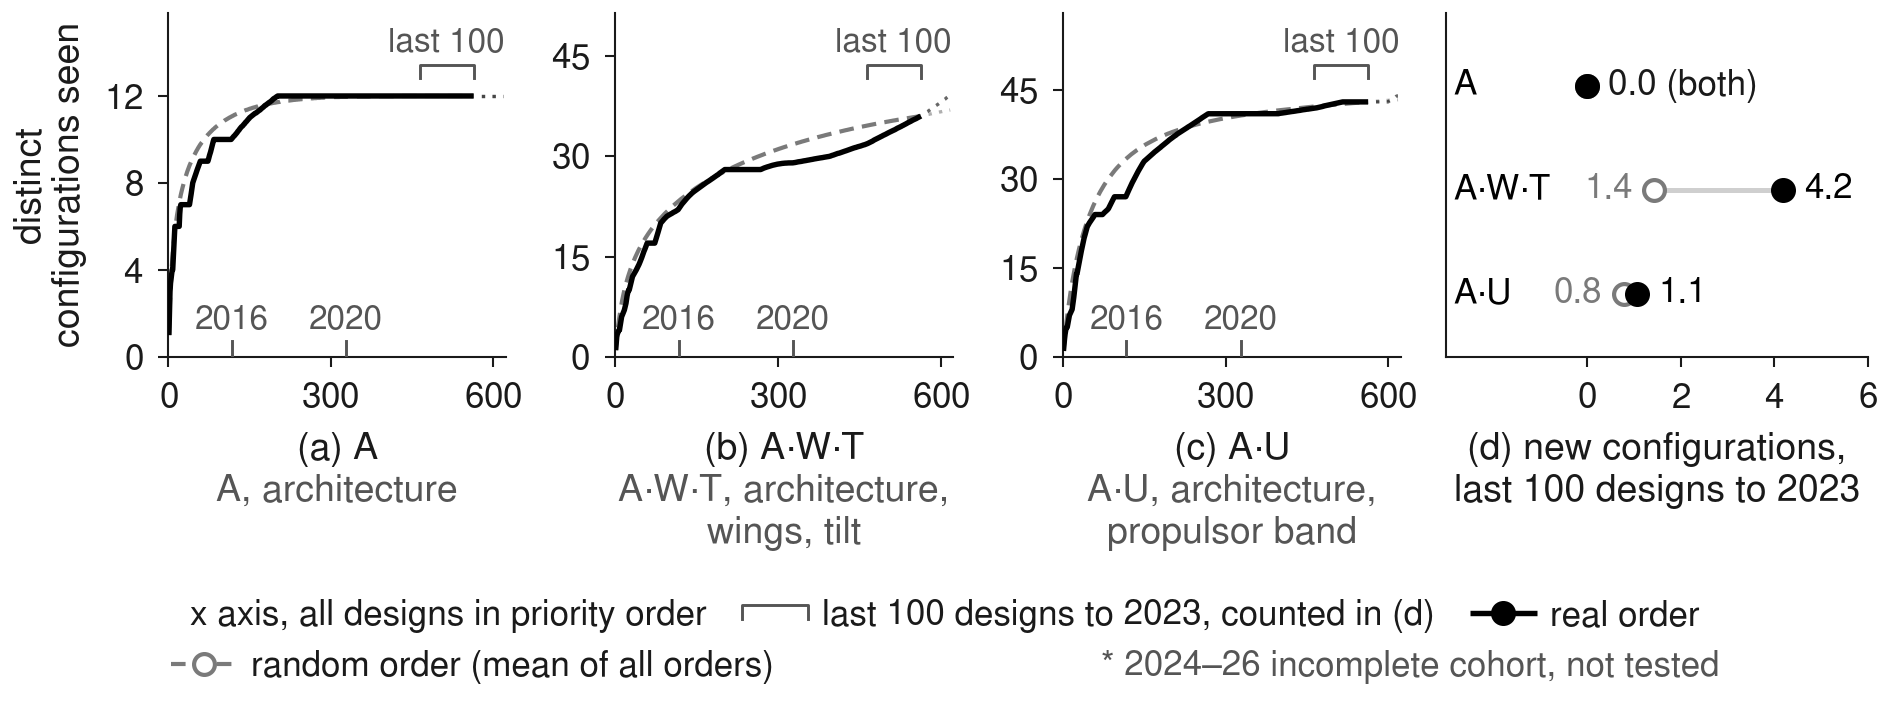 distinct
configurations seen
last 100
12
8
4
0
2016
2020
0
300
600
(a) A
A, architecture
last 100
45
30
15
0
2016
2020
0
300
600
(b) A·W·T
A·W·T, architecture,
wings, tilt
last 100
45
30
15
0
2016
2020
0
300
600
(c) A·U
A·U, architecture,
propulsor band
A
0.0 (both)
A·W·T
1.4
4.2
A·U
0.8
1.1
0
2
4
6
(d) new configurations,
last 100 designs to 2023
x axis, all designs in priority order
last 100 designs to 2023, counted in (d)
real order
random order (mean of all orders)
* 2024–26 incomplete cohort, not tested